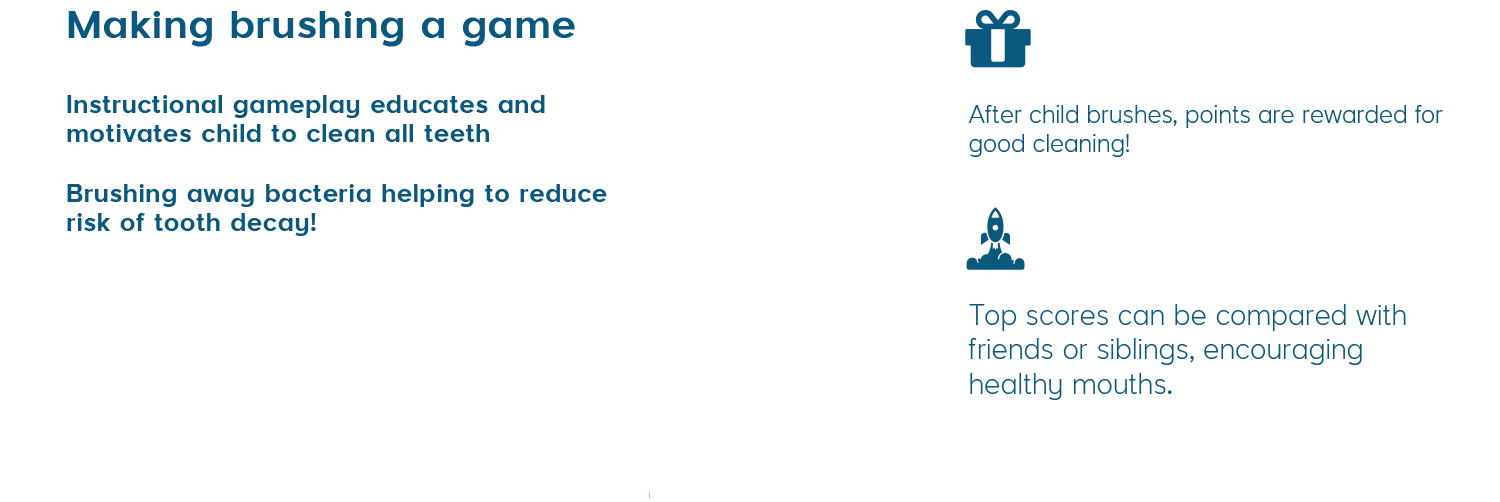 Making brushing a game
Instructional gameplay educates and
motivates child to clean all teeth
Brushing away bacteria helping to reduce
risk of tooth decay!
After child brushes, points are rewarded for
good cleaning!
Top scores can be compared with
friends or siblings, encouraging
healthy mouths.